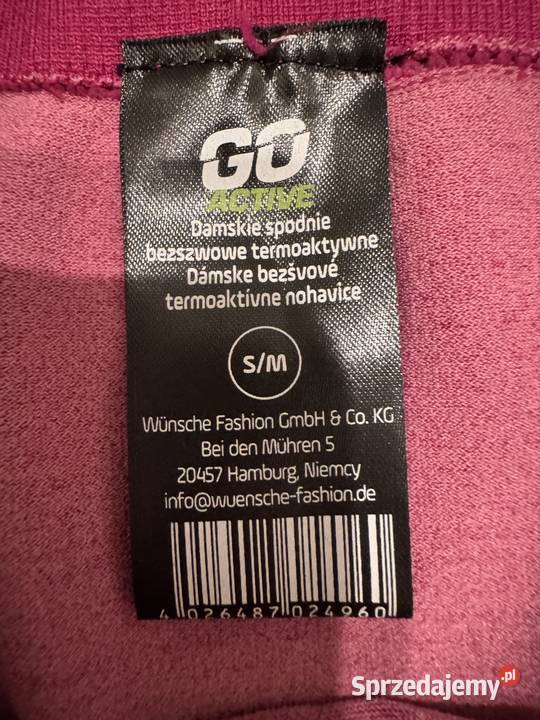 GO
ACTIVE
Damskie spodnie
bezszwowe termoaktywne
Dámske bezšvové
termoaktívne nohavice
S/M
Wünsche Fashion GmbH & Co. KG
Bei den Mühren 5
20457 Hamburg, Niemcy
info@wuensche-fashion.de
4 026487 024960
Sprzedajemy.pl